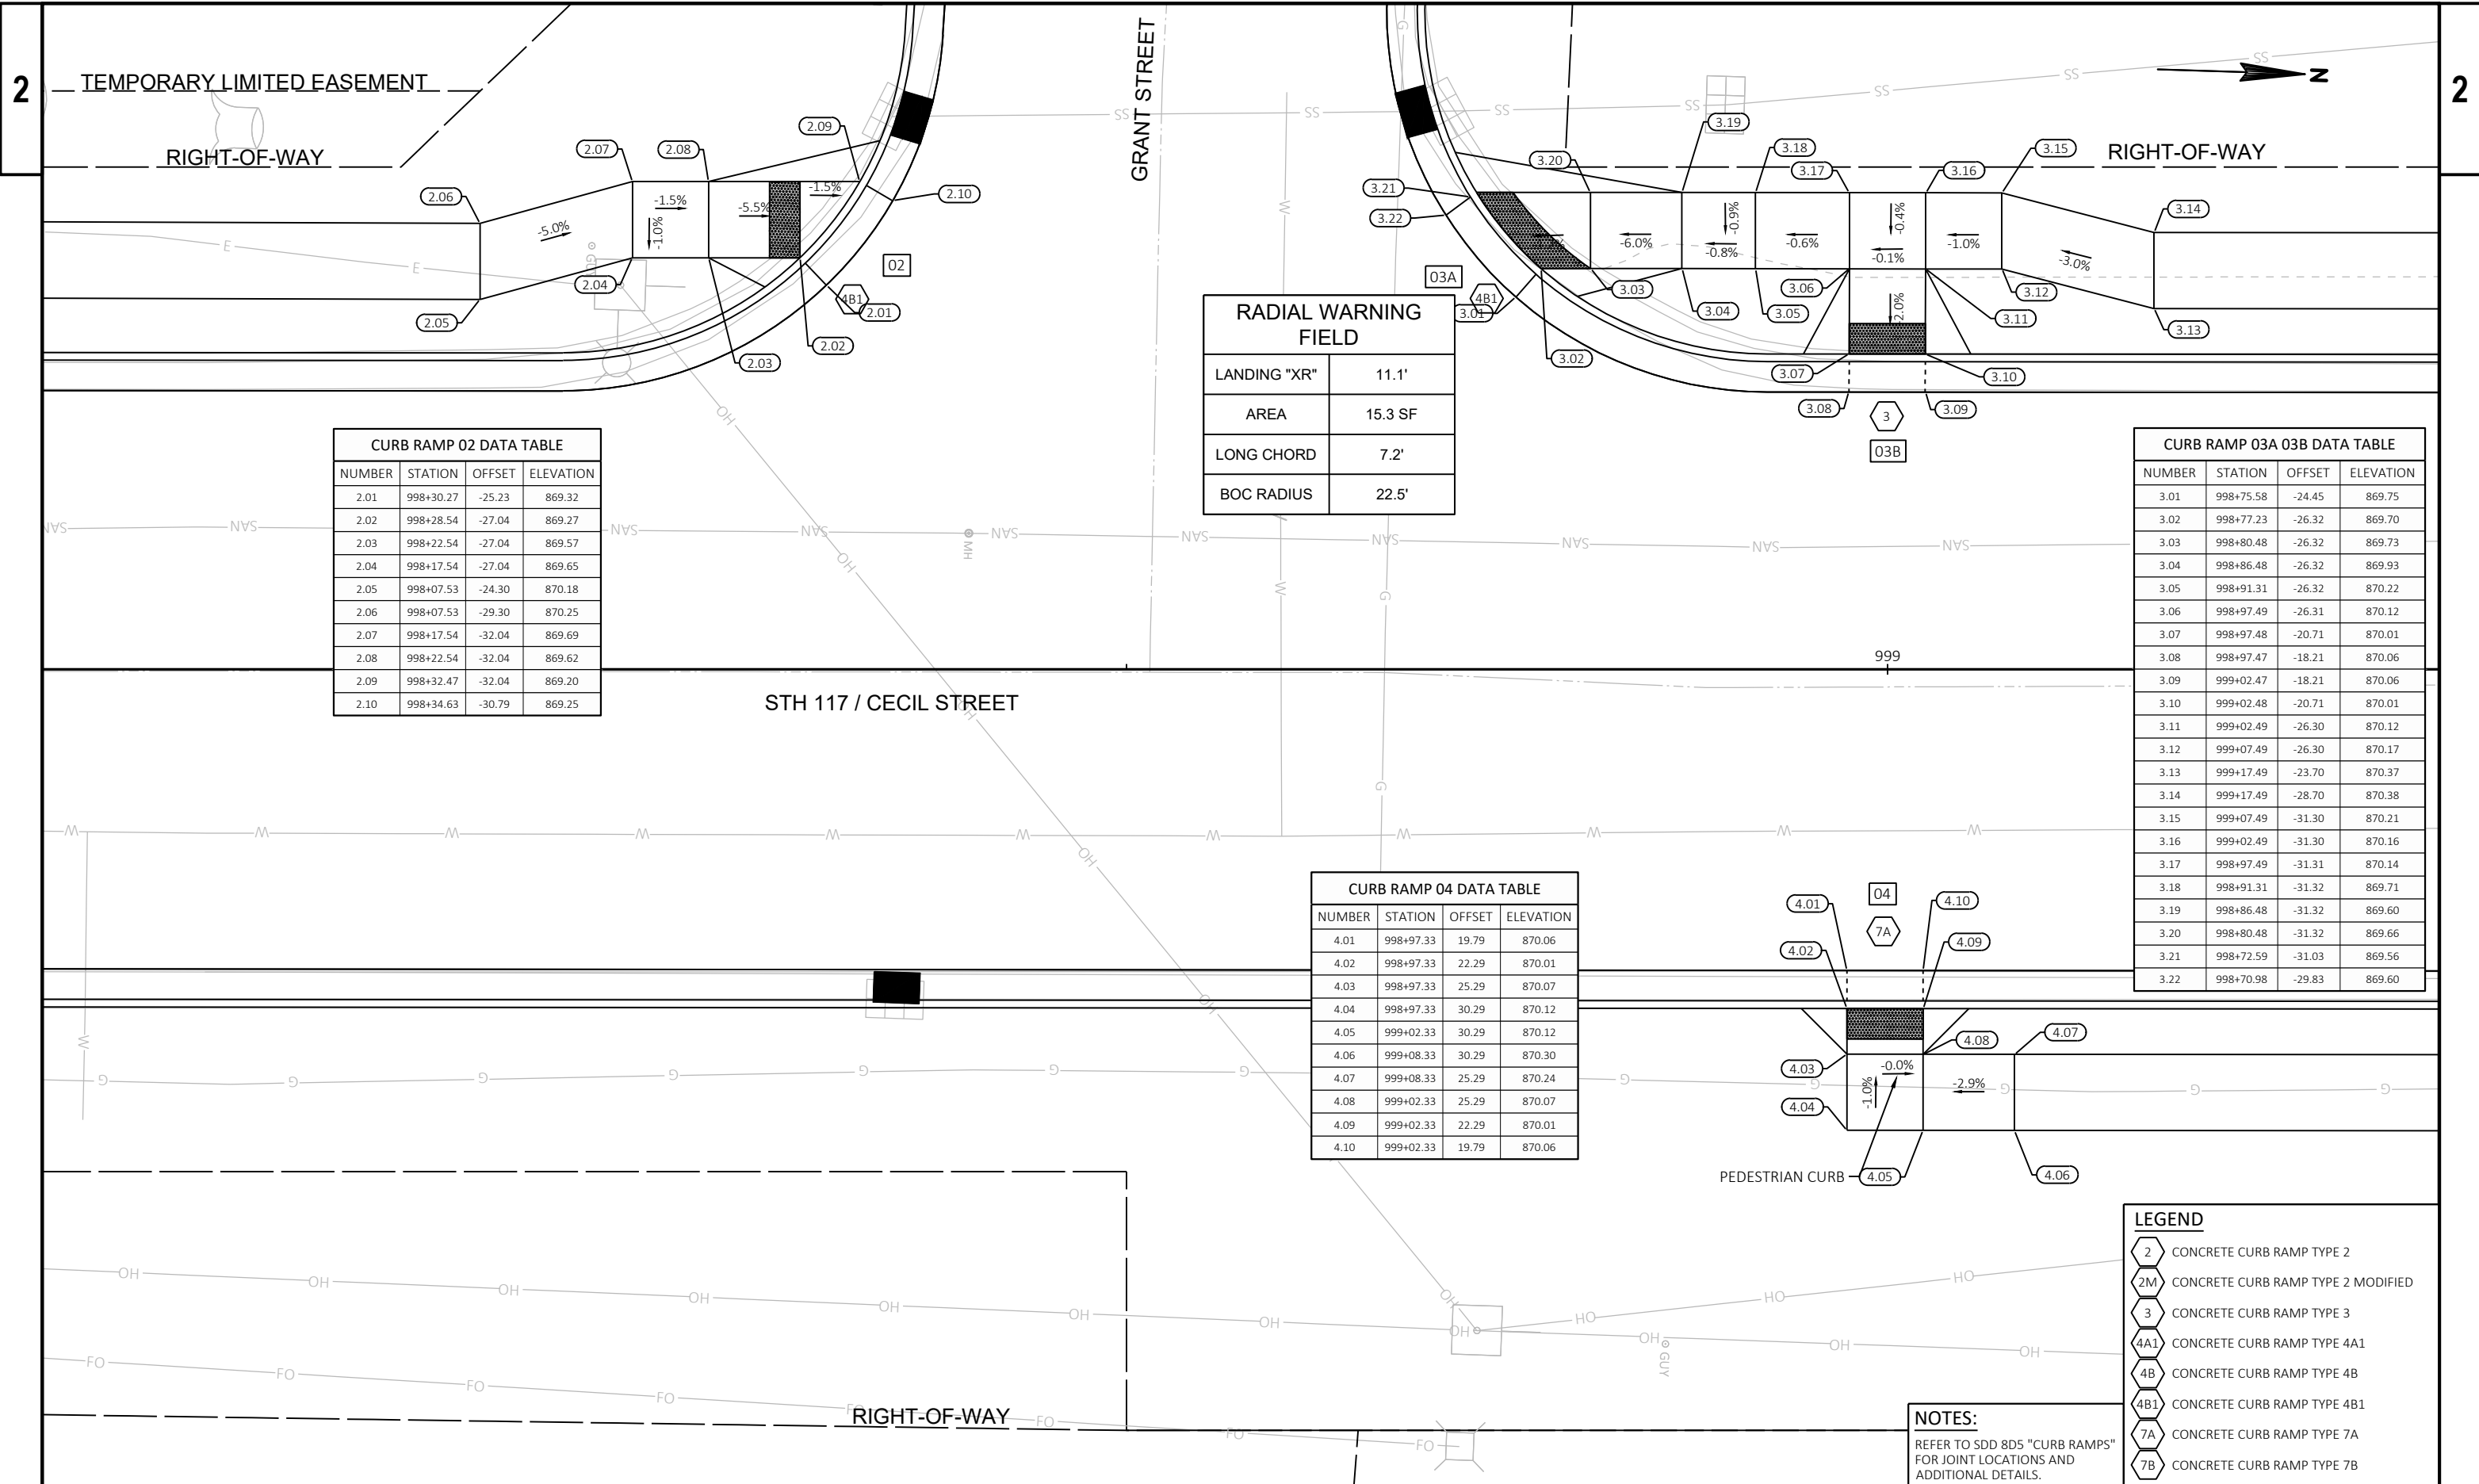 2
2
TEMPORARY LIMITED EASEMENT
RIGHT-OF-WAY
GRANT STREET
RIGHT-OF-WAY
N
2.09
2.07
2.08
2.06
2.10
-1.5%
-1.5%
-5.5%
-5.0%
-1.0%
02
2.04
4B1
2.01
2.05
2.02
2.03
GUY
3.19
3.20
3.18
3.17
3.16
3.15
3.21
3.22
3.14
-0.9%
-0.4%
-6.0%
-0.8%
-0.6%
-0.1%
-1.0%
-3.0%
-2.0%
03A
4B1
3.01
3.03
3.04
3.05
3.06
3.12
3.11
3.13
3.02
3.07
3.10
3.08
3
3.09
03B
RADIAL WARNING
FIELD
LANDING "XR" 11.1'
AREA 15.3 SF
LONG CHORD 7.2'
BOC RADIUS 22.5'
CURB RAMP 02 DATA TABLE
NUMBER STATION OFFSET ELEVATION
2.01 998+30.27 -25.23 869.32
2.02 998+28.54 -27.04 869.27
2.03 998+22.54 -27.04 869.57
2.04 998+17.54 -27.04 869.65
2.05 998+07.53 -24.30 870.18
2.06 998+07.53 -29.30 870.25
2.07 998+17.54 -32.04 869.69
2.08 998+22.54 -32.04 869.62
2.09 998+32.47 -32.04 869.20
2.10 998+34.63 -30.79 869.25
CURB RAMP 03A 03B DATA TABLE
NUMBER STATION OFFSET ELEVATION
3.01 998+75.58 -24.45 869.75
3.02 998+77.23 -26.32 869.70
3.03 998+80.48 -26.32 869.73
3.04 998+86.48 -26.32 869.93
3.05 998+91.31 -26.32 870.22
3.06 998+97.49 -26.31 870.12
3.07 998+97.48 -20.71 870.01
3.08 998+97.47 -18.21 870.06
3.09 999+02.47 -18.21 870.06
3.10 999+02.48 -20.71 870.01
3.11 999+02.49 -26.30 870.12
3.12 999+07.49 -26.30 870.17
3.13 999+17.49 -23.70 870.37
3.14 999+17.49 -28.70 870.38
3.15 999+07.49 -31.30 870.21
3.16 999+02.49 -31.30 870.16
3.17 998+97.49 -31.31 870.14
3.18 998+91.31 -31.32 869.71
3.19 998+86.48 -31.32 869.60
3.20 998+80.48 -31.32 869.66
3.21 998+72.59 -31.03 869.56
3.22 998+70.98 -29.83 869.60
MH
999
STH 117 / CECIL STREET
CURB RAMP 04 DATA TABLE
NUMBER STATION OFFSET ELEVATION
4.01 998+97.33 19.79 870.06
4.02 998+97.33 22.29 870.01
4.03 998+97.33 25.29 870.07
4.04 998+97.33 30.29 870.12
4.05 999+02.33 30.29 870.12
4.06 999+08.33 30.29 870.30
4.07 999+08.33 25.29 870.24
4.08 999+02.33 25.29 870.07
4.09 999+02.33 22.29 870.01
4.10 999+02.33 19.79 870.06
4.01
04
4.10
7A
4.02
4.09
4.08
4.07
4.03
-0.0%
-1.0%
-2.9%
4.04
PEDESTRIAN CURB
4.05
4.06
RIGHT-OF-WAY
GUY
NOTES:
REFER TO SDD 8D5 "CURB RAMPS"
FOR JOINT LOCATIONS AND
ADDITIONAL DETAILS.
LEGEND
2 CONCRETE CURB RAMP TYPE 2
2M CONCRETE CURB RAMP TYPE 2 MODIFIED
3 CONCRETE CURB RAMP TYPE 3
4A1 CONCRETE CURB RAMP TYPE 4A1
4B CONCRETE CURB RAMP TYPE 4B
4B1 CONCRETE CURB RAMP TYPE 4B1
7A CONCRETE CURB RAMP TYPE 7A
7B CONCRETE CURB RAMP TYPE 7B